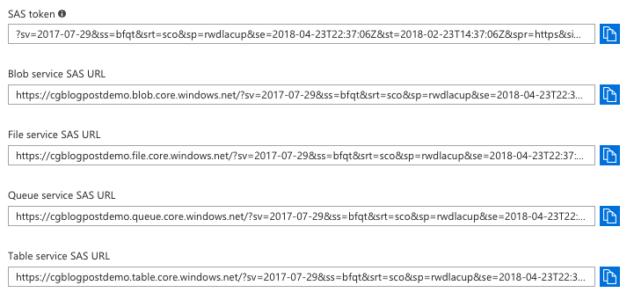 SAS token
?sv=2017-07-29&ss=bfqt&srt=sco&sp=rwdlacup&se=2018-04-23T22:37:06Z&st=2018-02-23T14:37:06Z&spr=https&si...
Blob service SAS URL
https://cgblogpostdemo.blob.core.windows.net/?sv=2017-07-29&ss=bfqt&srt=sco&sp=rwdlacup&se=2018-04-23T22:3...
File service SAS URL
https://cgblogpostdemo.file.core.windows.net/?sv=2017-07-29&ss=bfqt&srt=sco&sp=rwdlacup&se=2018-04-23T22:37:...
Queue service SAS URL
https://cgblogpostdemo.queue.core.windows.net/?sv=2017-07-29&ss=bfqt&srt=sco&sp=rwdlacup&se=2018-04-23T22:...
Table service SAS URL
https://cgblogpostdemo.table.core.windows.net/?sv=2017-07-29&ss=bfqt&srt=sco&sp=rwdlacup&se=2018-04-23T22:3...